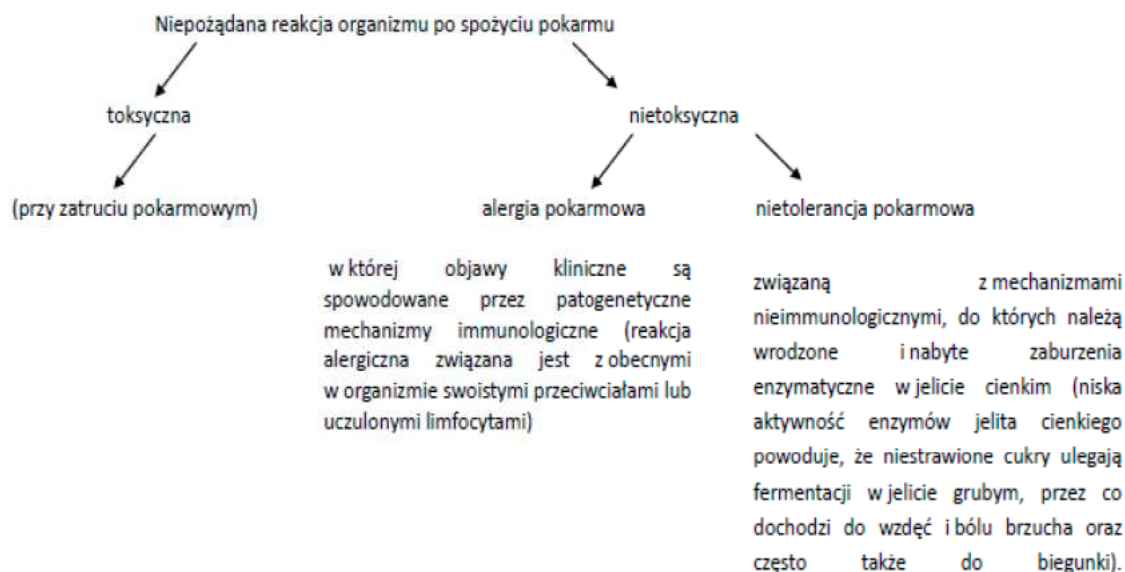 Niepożądana reakcja organizmu po spożyciu pokarmu
toksyczna
nietoksyczna
(przy zatruciu pokarmowym)
alergia pokarmowa
nietolerancja pokarmowa
w której objawy kliniczne są
spowodowane przez patogenetyczne
mechanizmy immunologiczne (reakcja
alergiczna związana jest z obecnymi
w organizmie swoistymi przeciwciałami lub
uczulonymi limfocytami)
związaną z mechanizmami
nieimmunologicznymi, do których należą
wrodzone i nabyte zaburzenia
enzymatyczne w jelicie cienkim (niska
aktywność enzymów jelita cienkiego
powoduje, że niestrawione cukry ulegają
fermentacji w jelicie grubym, przez co
dochodzi do wzdęć i bólu brzucha oraz
często także do biegunki).